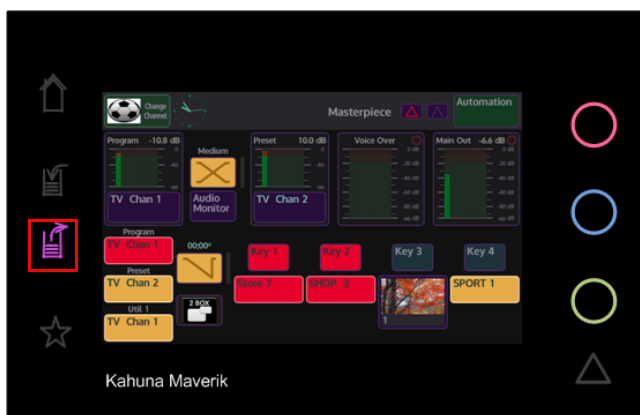 Change
Channel
Masterpiece
Automation
Program -10.8 dB
Medium
Preset 10.0 dB
Voice Over
Main Out -6.6 dB
TV Chan 1
Audio
Monitor
TV Chan 2
Program
TV Chan 1
00:00
Key 1
Key 2
Key 3
Key 4
Preset
TV Chan 2
Store 7
SHOP 3
SPORT 1
2 BOX
1
Util 1
TV Chan 1
Kahuna Maverik